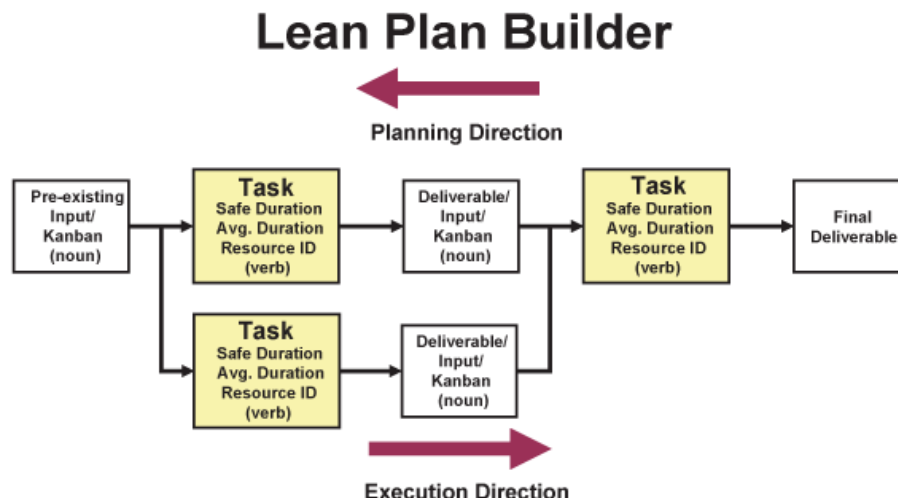 Lean Plan Builder
Planning Direction
Pre-existing
Input/
Kanban
(noun)
Task
Safe Duration
Avg. Duration
Resource ID
(verb)
Deliverable/
Input/
Kanban
(noun)
Task
Safe Duration
Avg. Duration
Resource ID
(verb)
Final
Deliverable
Task
Safe Duration
Avg. Duration
Resource ID
(verb)
Deliverable/
Input/
Kanban
(noun)
Execution Direction